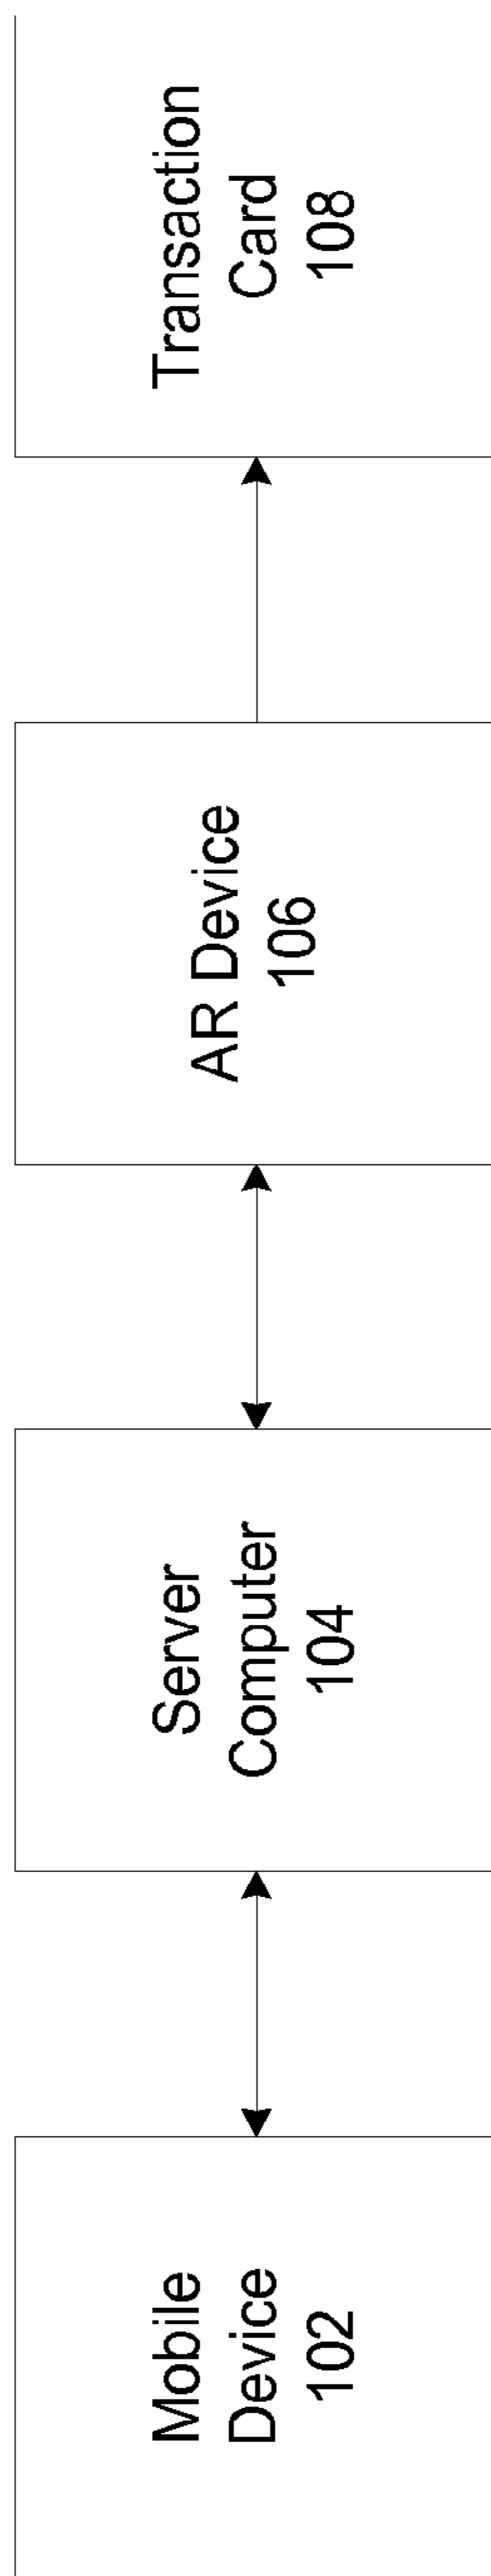 Mobile
Device
102
Server
Computer
104
AR Device
106
Transaction
Card
108